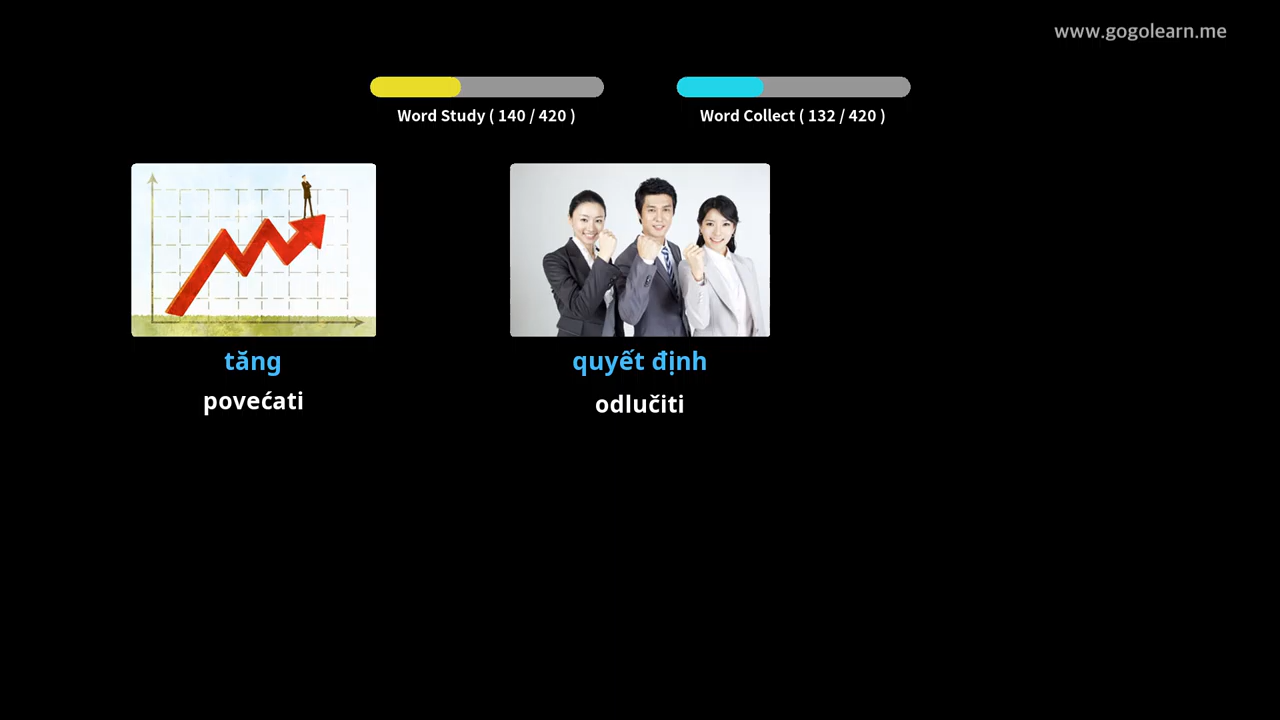 www.gogolearn.me
Word Study ( 140 / 420 )
Word Collect ( 132 / 420 )
tăng
povećati
quyết định
odlučiti